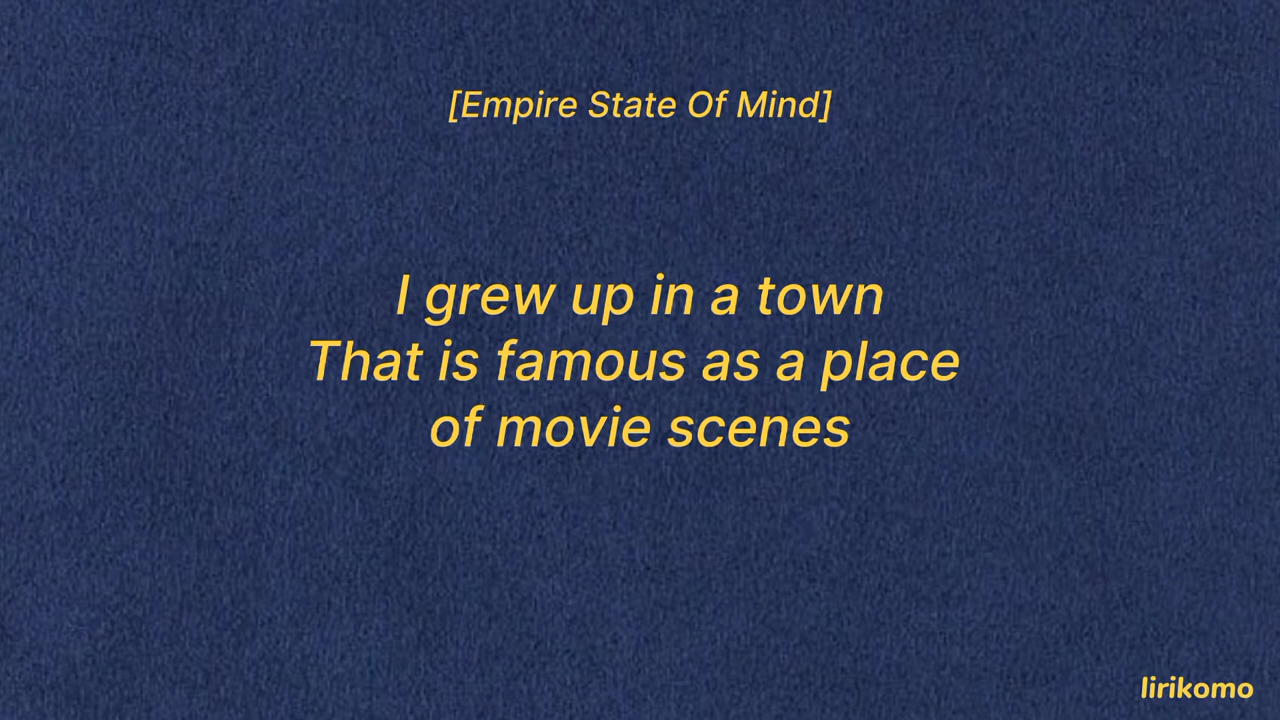 [Empire State Of Mind]
I grew up in a town
That is famous as a place
of movie scenes
lirikomo